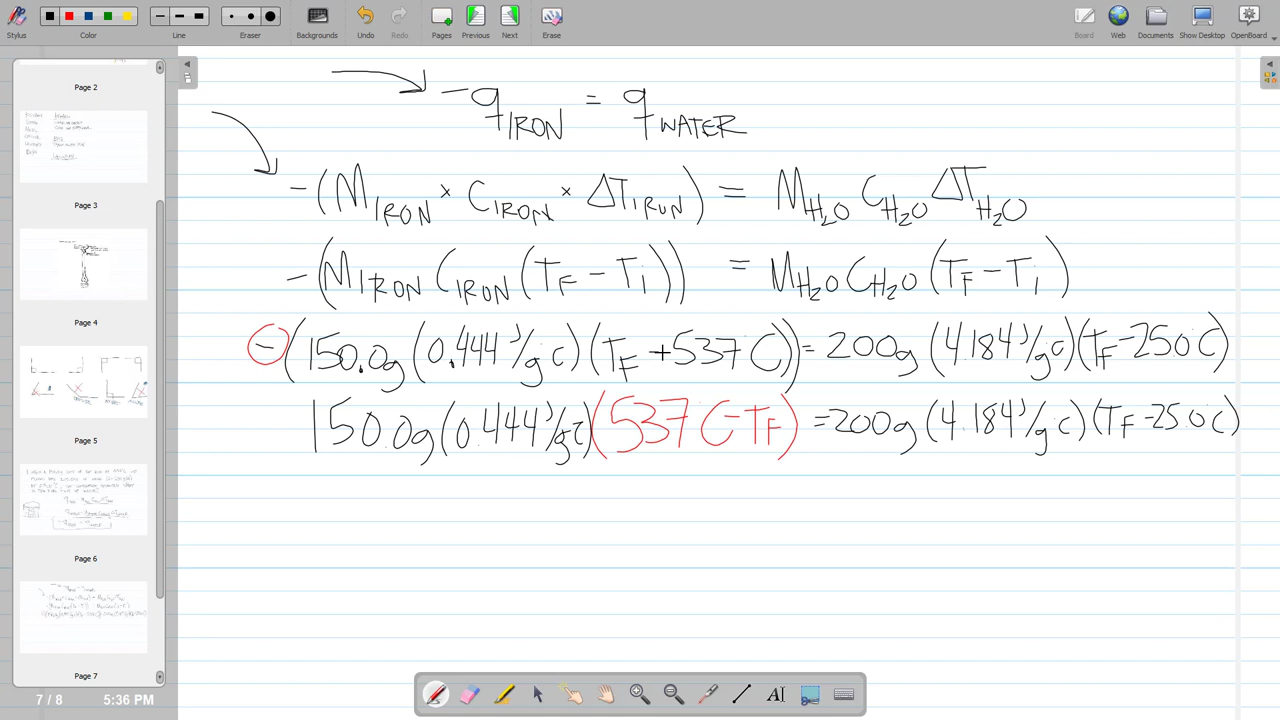 Stylus Color Line Eraser Backgrounds Undo Redo Pages Previous Next Erase Board Web Documents Show Desktop OpenBoard
Page 2
Page 3
Page 4
Page 5
Page 6
Page 7
7 / 8 5:36 PM
-q IRON = q WATER
-(M IRON × C IRON × ΔT IRON) = M H2O C H2O ΔT H2O
-(M IRON (C IRON (TF - Ti)) = M H2O C H2O (TF - Ti)
-(150.0g (0.444 J/g C) (TF + 537 C)) = 200g (4.184 J/g C)(TF - 25.0 C)
150.0g (0.444 J/g C)(537 C - TF) = 200g (4.184 J/g C)(TF - 25.0 C)